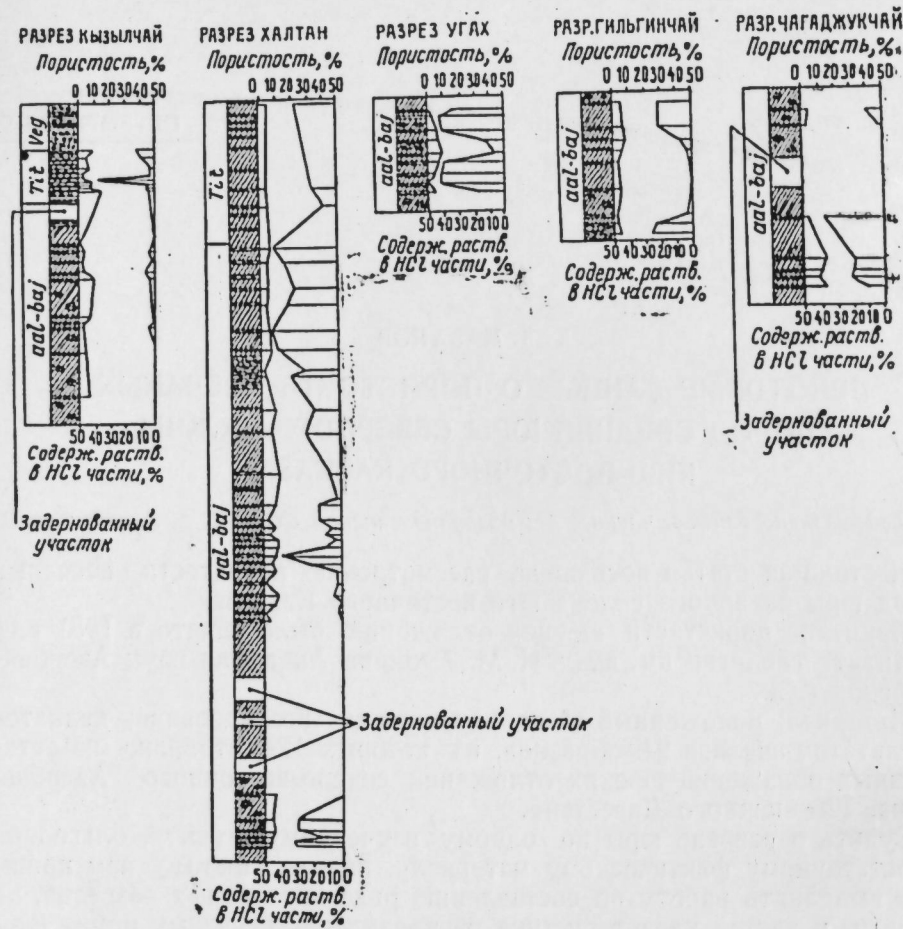 РАЗРЕЗ КЫЗЫЛЧАЙ
Пористость,%
0 10 20 30 40 50
Veg
Tit
aal-baj
50 40 30 20 10 0
Содерж. раств.
в HCl части,%
Задернованный
участок
РАЗРЕЗ ХАЛТАН
Пористость,%
0 10 20 30 40 50
Tit
aal-baj
Задернованный участок
50 40 30 20 10 0
Содерж. раств.
в HCl части, %
РАЗРЕЗ УГАХ
Пористость,%
0 10 20 30 40 50
aal-baj
50 40 30 20 10 0
Содерж. раств.
в HCl части,%
РАЗР.ГИЛЬГИНЧАЙ
Пористость,%
0 10 20 30 40 50
aal-baj
50 40 30 20 10 0
Содерж. раств.
в HCl части, %
РАЗР.ЧАГАДЖУКЧАЙ
Пористость,%
0 10 20 30 40 50
aal-baj
50 40 30 20 10 0
Содерж. раств.
в HCl части, %
Задернованный
участок